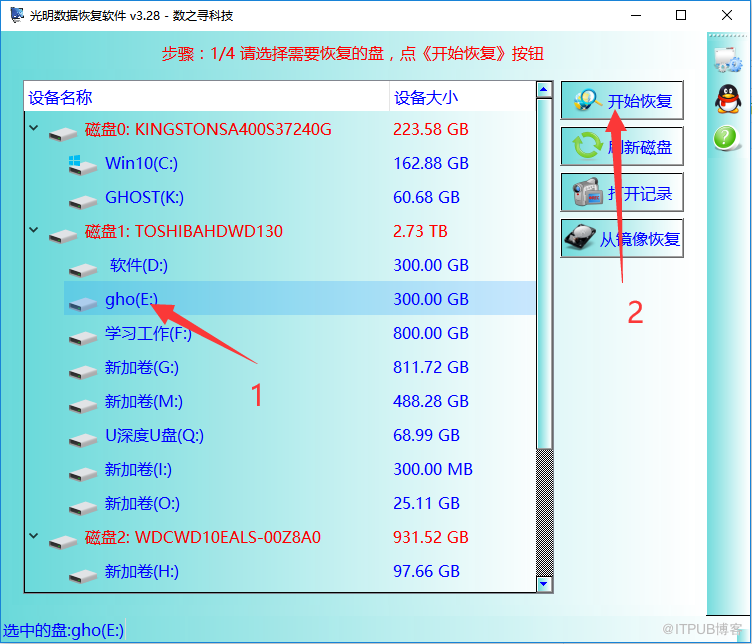 光明数据恢复软件 v3.28 - 数之寻科技
步骤：1/4 请选择需要恢复的盘，点《开始恢复》按钮
设备名称 设备大小
磁盘0: KINGSTONSA400S37240G 223.58 GB
Win10(C:) 162.88 GB
GHOST(K:) 60.68 GB
磁盘1: TOSHIBAHDWD130 2.73 TB
软件(D:) 300.00 GB
gho(E:) 300.00 GB
学习工作(F:) 800.00 GB
新加卷(G:) 811.72 GB
新加卷(M:) 488.28 GB
U深度U盘(Q:) 68.99 GB
新加卷(I:) 300.00 MB
新加卷(O:) 25.11 GB
磁盘2: WDCWD10EALS-00Z8A0 931.52 GB
新加卷(H:) 97.66 GB
开始恢复
刷新磁盘
打开记录
从镜像恢复
1
2
选中的盘:gho(E:)
@ITPUB博客